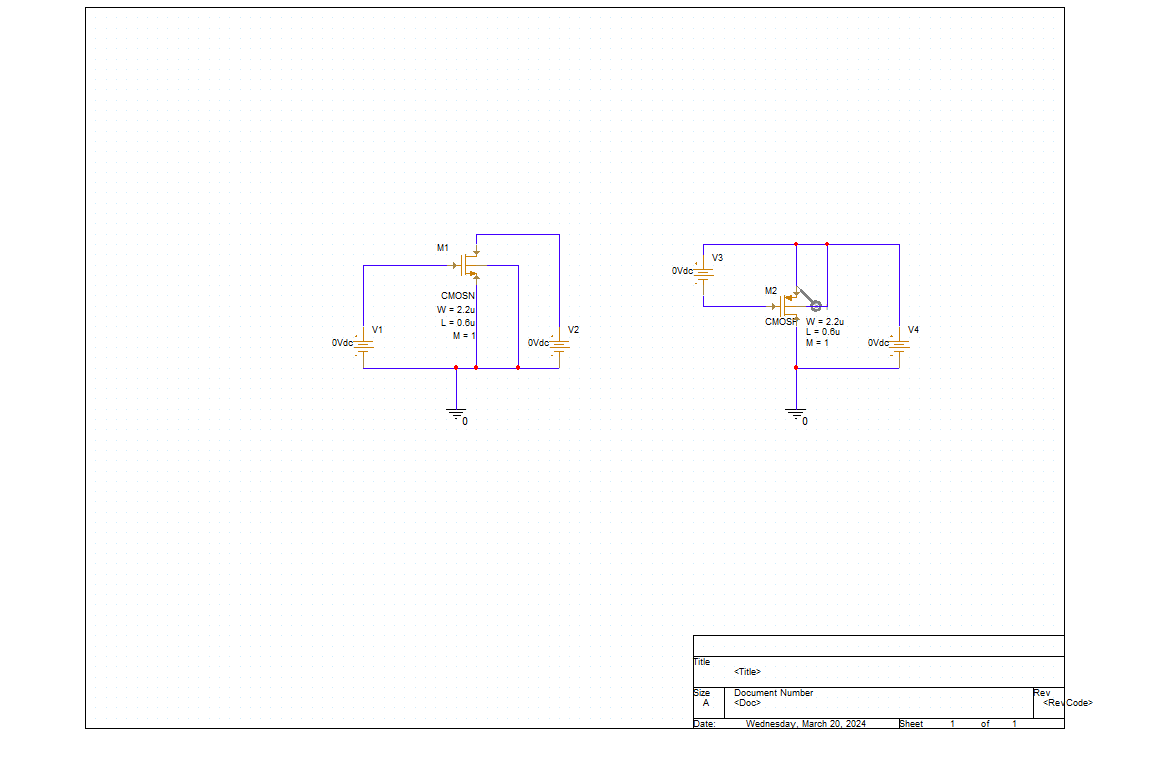 M1
CMOSN
W = 2.2u
L = 0.6u
M = 1
V1
0Vdc
V2
0Vdc
0
V3
0Vdc
M2
CMOSP
W = 2.2u
L = 0.6u
M = 1
V4
0Vdc
0
Title
<Title>
Size
A
Document Number
<Doc>
Rev
<RevCode>
Date:
Wednesday, March 20, 2024
Sheet 1 of 1